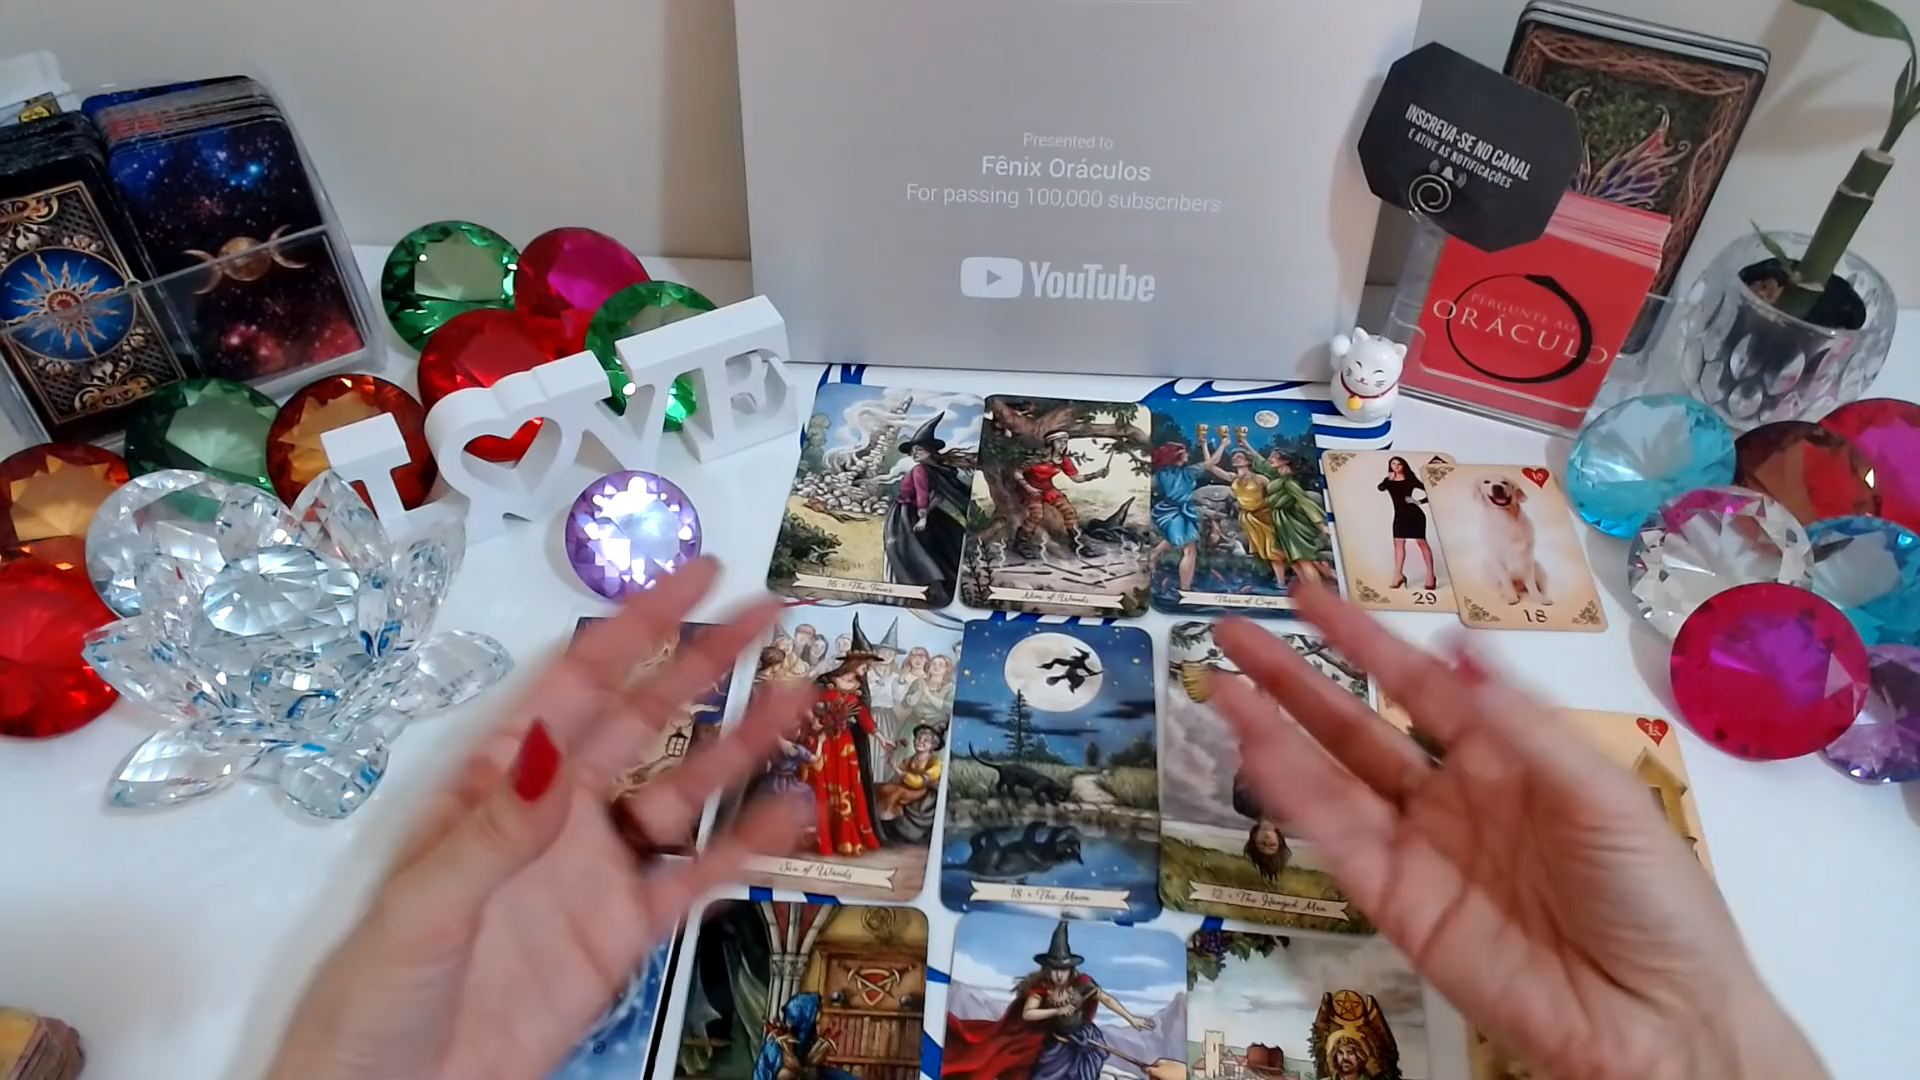 Presented to
Fênix Oráculos
For passing 100,000 subscribers
YouTube
INSCREVA-SE NO CANAL
E ATIVE AS NOTIFICAÇÕES
PERGUNTE AO
ORÁCULO
16 • The Tower
Nine of Wands
Three of Cups
29
18
Six of Wands
18 • The Moon
12 • The Hanged Man
K